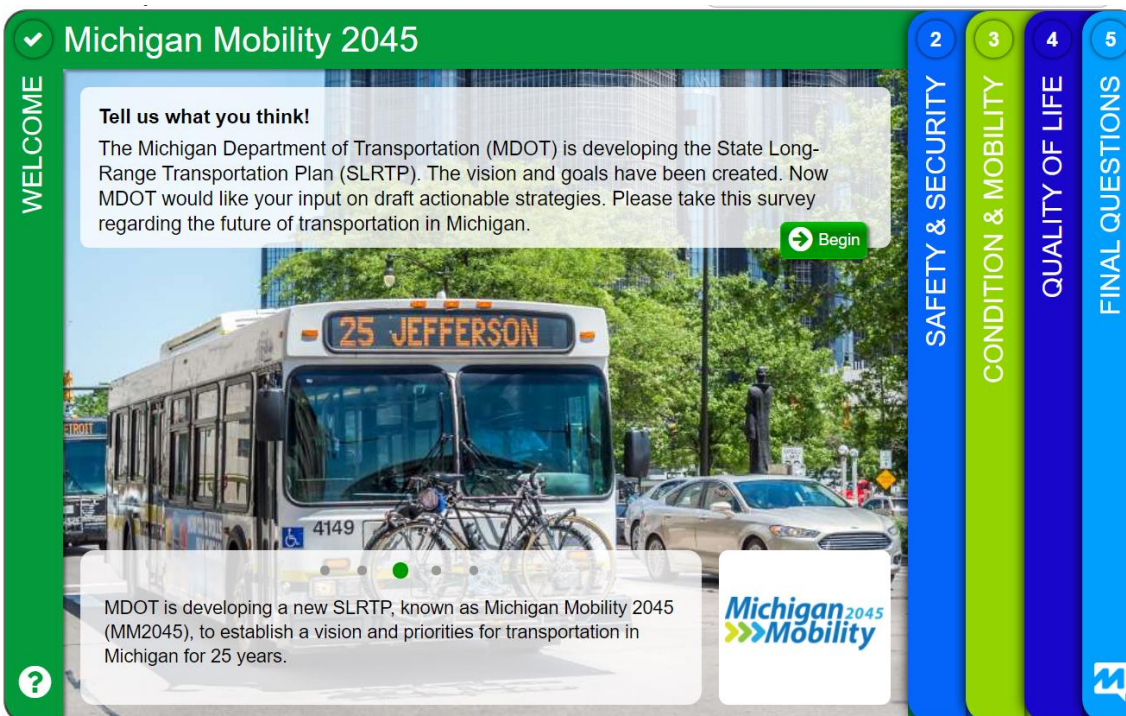 Michigan Mobility 2045
WELCOME
Tell us what you think!
The Michigan Department of Transportation (MDOT) is developing the State Long-
Range Transportation Plan (SLRTP). The vision and goals have been created. Now
MDOT would like your input on draft actionable strategies. Please take this survey
regarding the future of transportation in Michigan.
Begin
25 JEFFERSON
4149
MDOT is developing a new SLRTP, known as Michigan Mobility 2045
(MM2045), to establish a vision and priorities for transportation in
Michigan for 25 years.
Michigan 2045
Mobility
?
2
SAFETY & SECURITY
3
CONDITION & MOBILITY
4
QUALITY OF LIFE
5
FINAL QUESTIONS